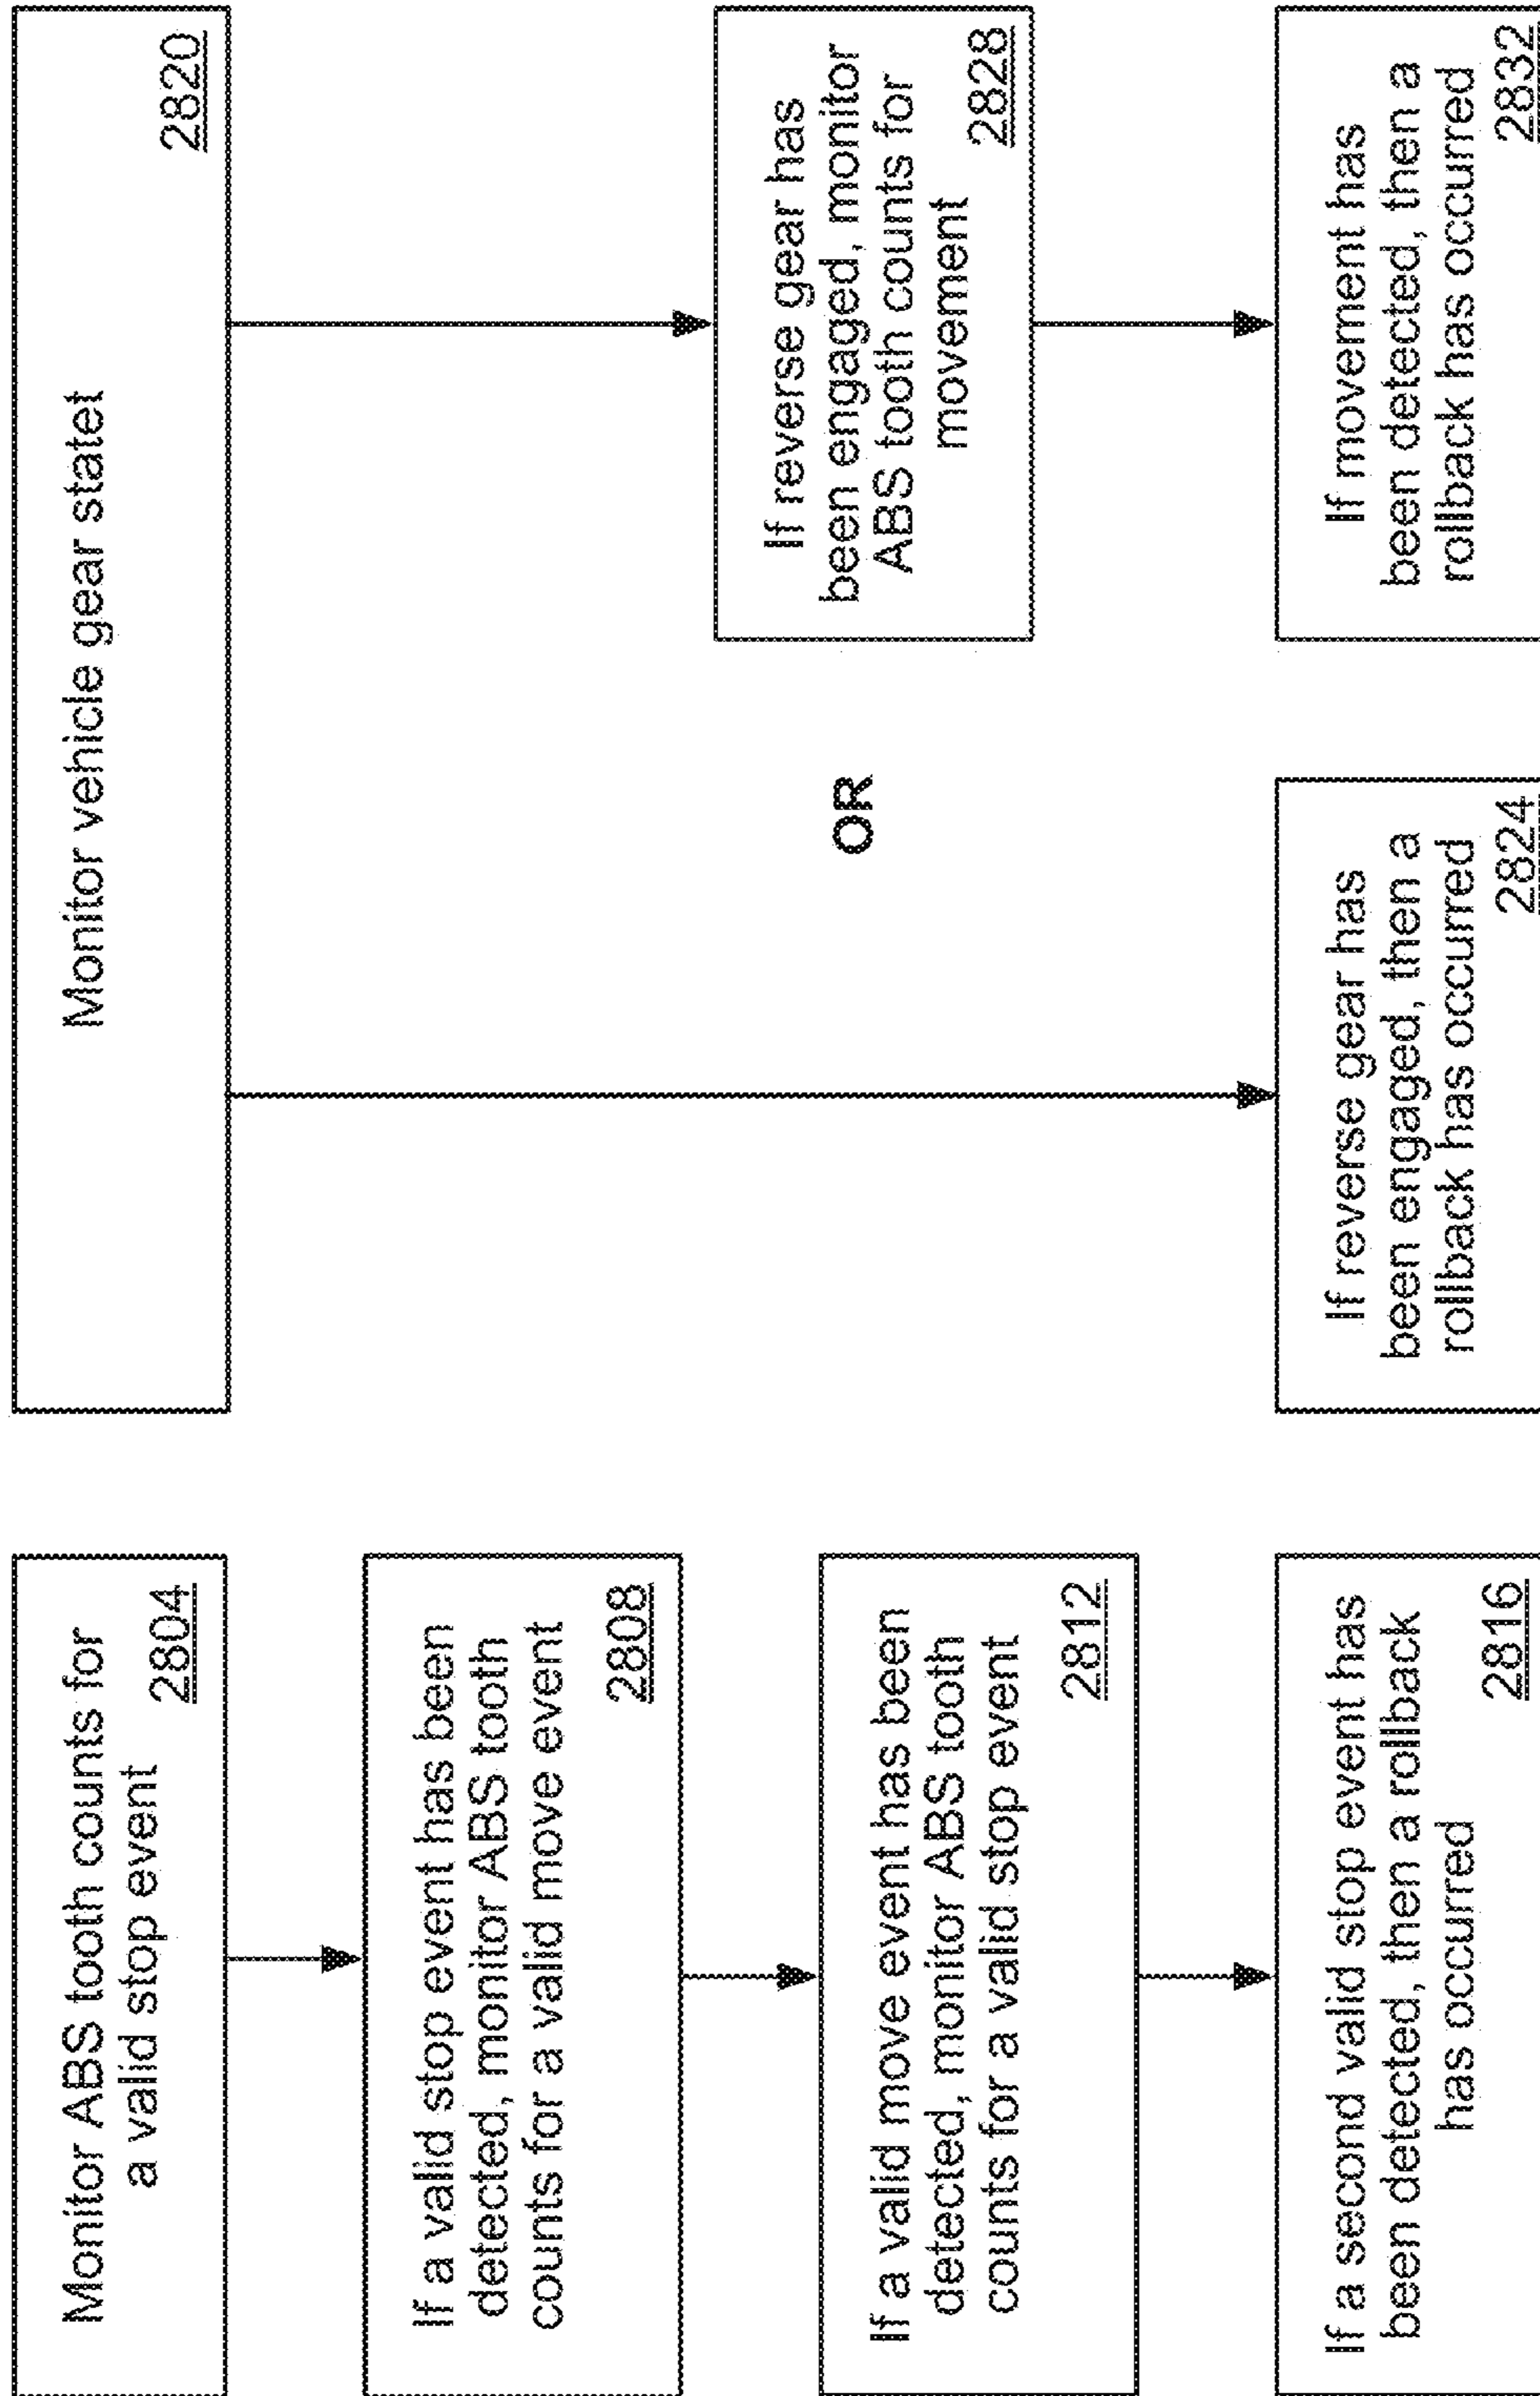 Monitor ABS tooth counts for
a valid stop event
2804
If a valid stop event has been
detected, monitor ABS tooth
counts for a valid move event
2808
If a valid move event has been
detected, monitor ABS tooth
counts for a valid stop event
2812
If a second valid stop event has
been detected, then a rollback
has occurred
2816
Monitor vehicle gear statet
2820
If reverse gear has
been engaged, then a
rollback has occurred
2824
OR
If reverse gear has
been engaged, monitor
ABS tooth counts for
movement
2828
If movement has
been detected, then a
rollback has occurred
2832